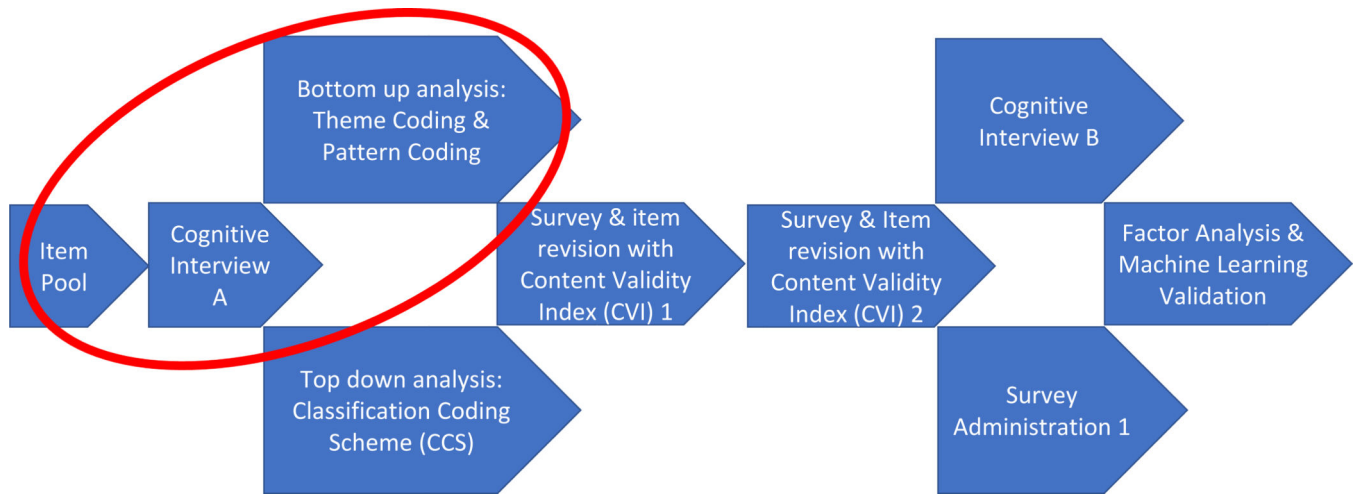 Item
Pool
Cognitive
Interview
A
Bottom up analysis:
Theme Coding &
Pattern Coding
Top down analysis:
Classification Coding
Scheme (CCS)
Survey & item
revision with
Content Validity
Index (CVI) 1
Survey & Item
revision with
Content Validity
Index (CVI) 2
Cognitive
Interview B
Survey
Administration 1
Factor Analysis &
Machine Learning
Validation